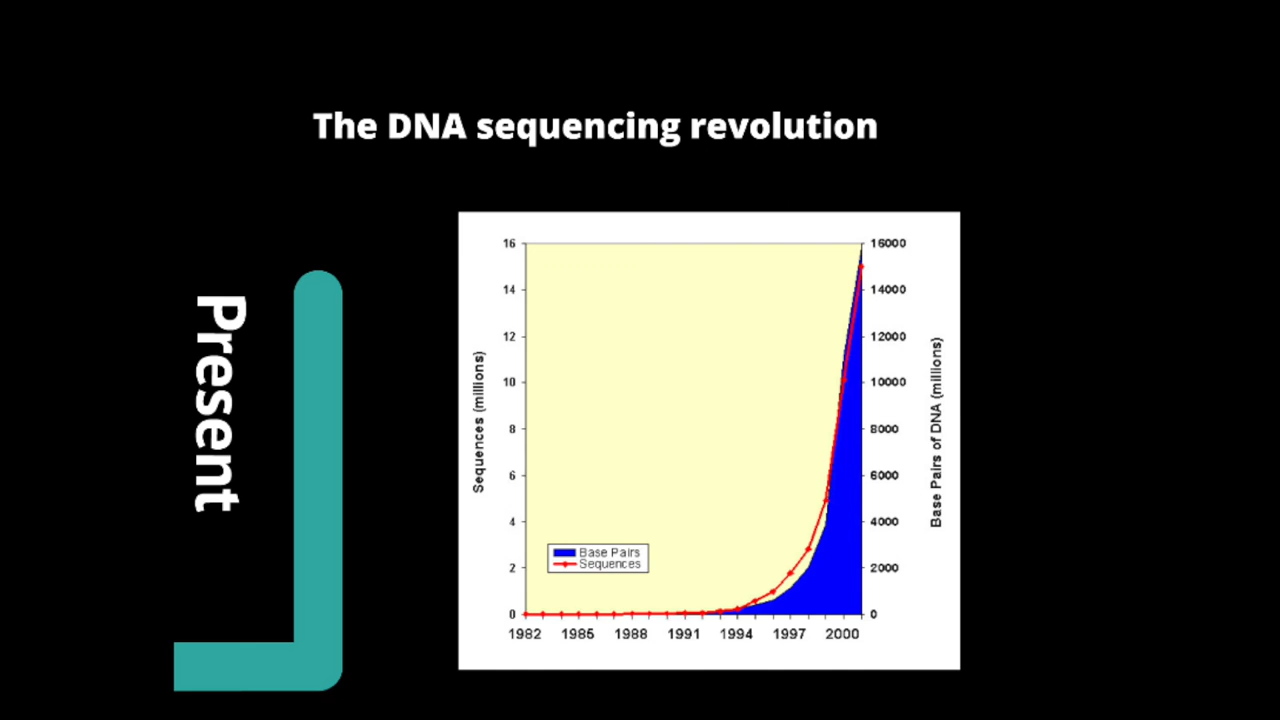 The DNA sequencing revolution
Present
Sequences (millions)
16
14
12
10
8
6
4
2
0
Base Pairs
Sequences
1982 1985 1988 1991 1994 1997 2000
16000
14000
12000
10000
8000
6000
4000
2000
0
Base Pairs of DNA (millions)